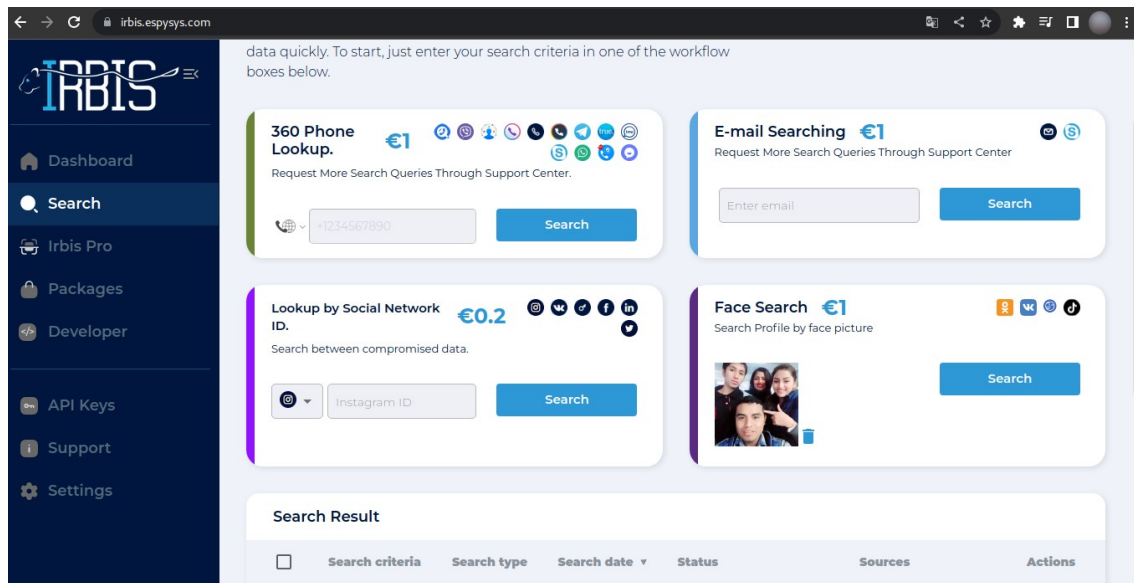 irbis.espysys.com
IRBIS
Dashboard
Search
Irbis Pro
Packages
Developer
API Keys
Support
Settings
data quickly. To start, just enter your search criteria in one of the workflow
boxes below.
360 Phone
Lookup.
€1
Request More Search Queries Through Support Center.
+1234567890
Search
E-mail Searching €1
Request More Search Queries Through Support Center
Enter email
Search
Lookup by Social Network
ID.
€0.2
Search between compromised data.
Instagram ID
Search
Face Search €1
Search Profile by face picture
Search
Search Result
Search criteria Search type Search date ▼ Status Sources Actions